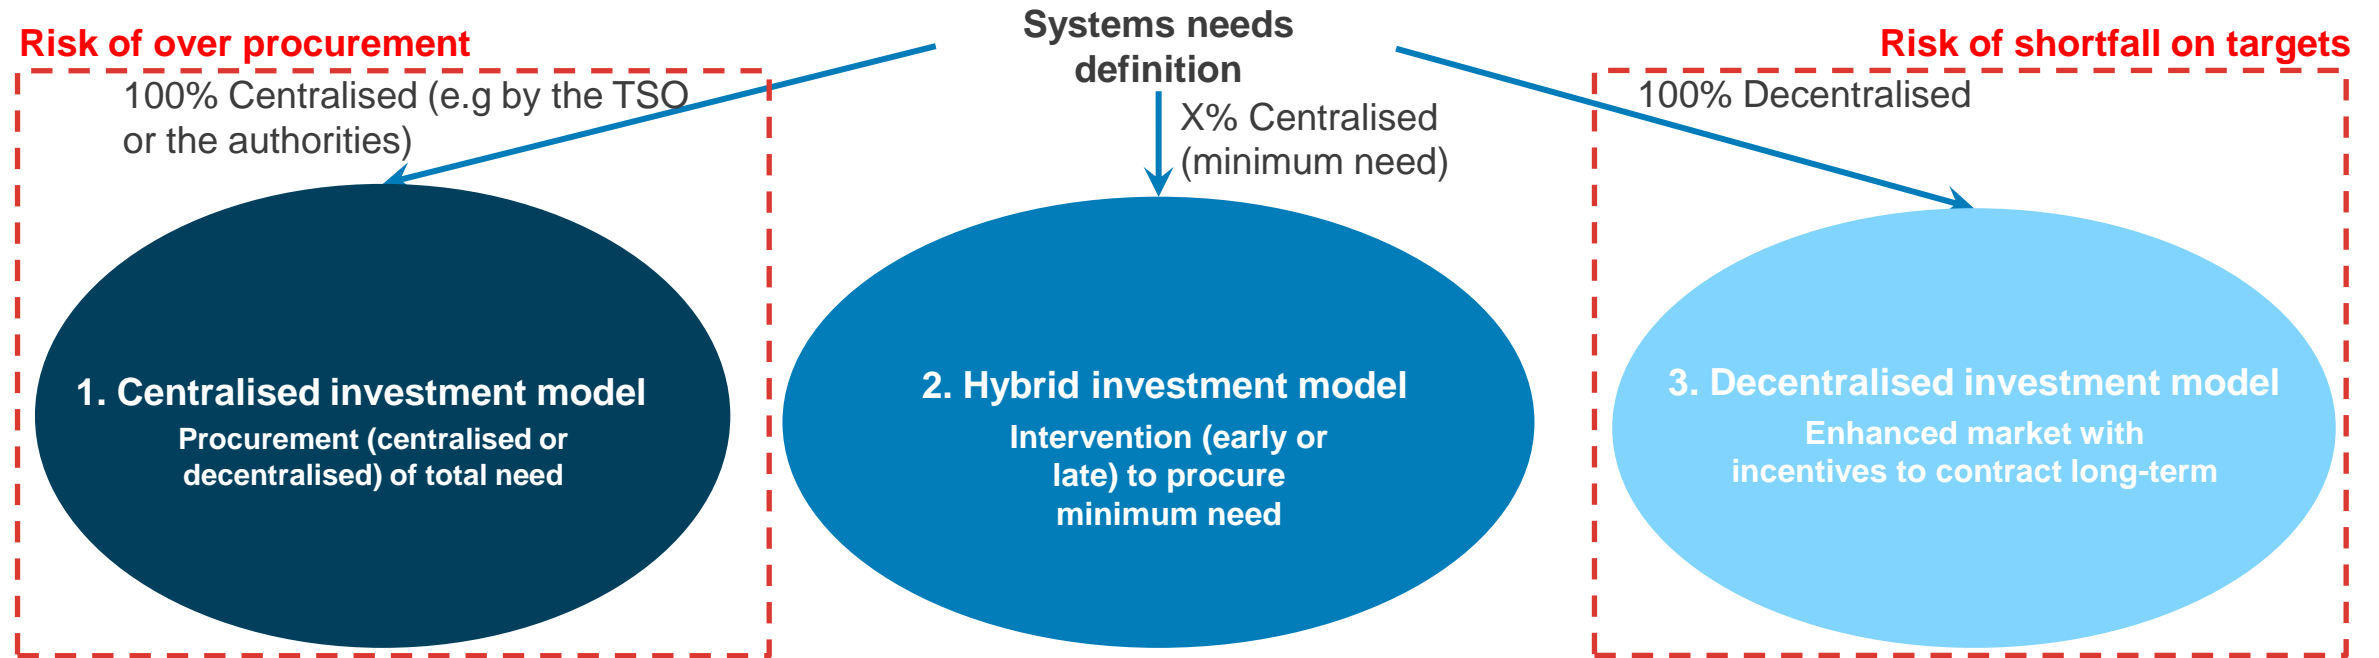 Systems needs
definition
Risk of over procurement
100% Centralised (e.g by the TSO
or the authorities)
1. Centralised investment model
Procurement (centralised or
decentralised) of total need
X% Centralised
(minimum need)
2. Hybrid investment model
Intervention (early or
late) to procure
minimum need
Risk of shortfall on targets
100% Decentralised
3. Decentralised investment model
Enhanced market with
incentives to contract long-term